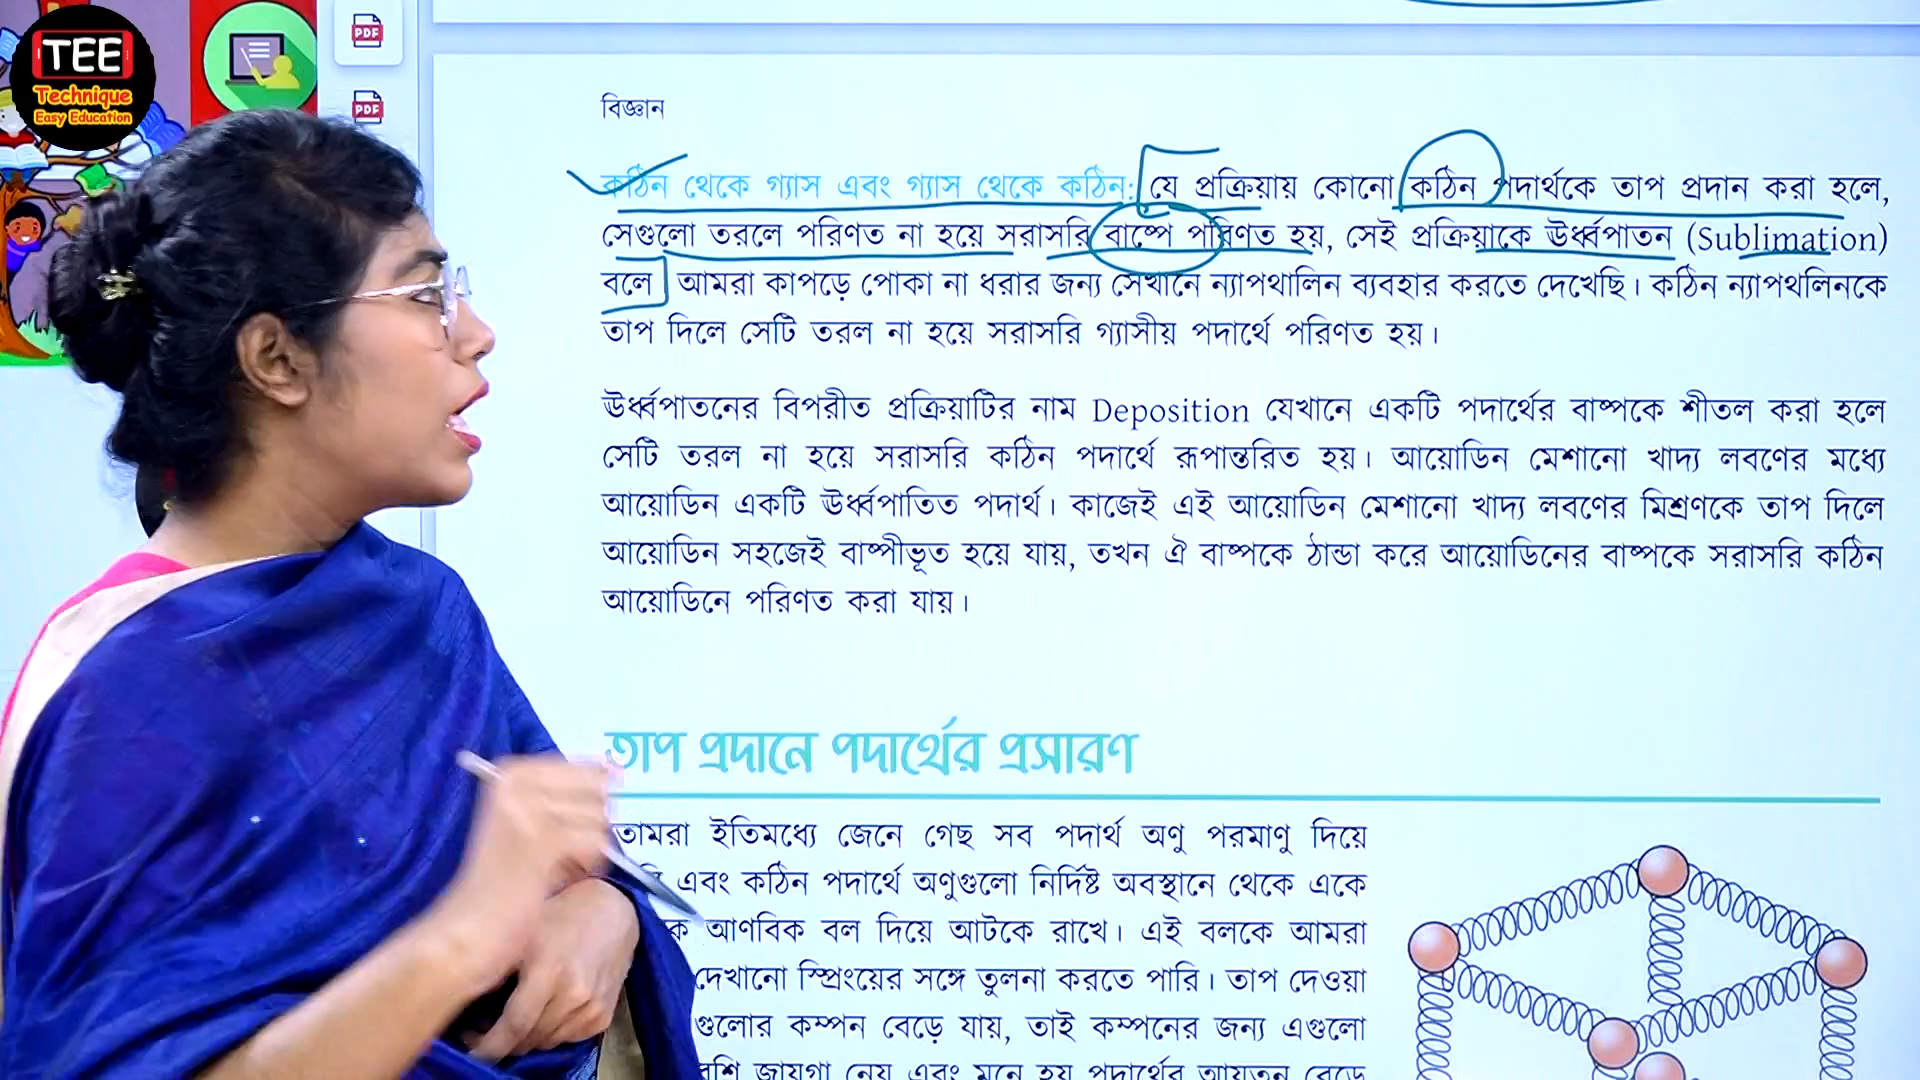 TEE
Technique
Easy Education
PDF
PDF
বিজ্ঞান
কঠিন থেকে গ্যাস এবং গ্যাস থেকে কঠিন: যে প্রক্রিয়ায় কোনো কঠিন পদার্থকে তাপ প্রদান করা হলে,
সেগুলো তরলে পরিণত না হয়ে সরাসরি বাষ্পে পরিণত হয়, সেই প্রক্রিয়াকে ঊর্ধ্বপাতন (Sublimation)
বলে আমরা কাপড়ে পোকা না ধরার জন্য সেখানে ন্যাপথালিন ব্যবহার করতে দেখেছি। কঠিন ন্যাপথলিনকে
তাপ দিলে সেটি তরল না হয়ে সরাসরি গ্যাসীয় পদার্থে পরিণত হয়।
ঊর্ধ্বপাতনের বিপরীত প্রক্রিয়াটির নাম Deposition যেখানে একটি পদার্থের বাষ্পকে শীতল করা হলে
সেটি তরল না হয়ে সরাসরি কঠিন পদার্থে রূপান্তরিত হয়। আয়োডিন মেশানো খাদ্য লবণের মধ্যে
আয়োডিন একটি ঊর্ধ্বপাতিত পদার্থ। কাজেই এই আয়োডিন মেশানো খাদ্য লবণের মিশ্রণকে তাপ দিলে
আয়োডিন সহজেই বাষ্পীভূত হয়ে যায়, তখন ঐ বাষ্পকে ঠান্ডা করে আয়োডিনের বাষ্পকে সরাসরি কঠিন
আয়োডিনে পরিণত করা যায়।
তাপ প্রদানে পদার্থের প্রসারণ
তোমরা ইতিমধ্যে জেনে গেছ সব পদার্থ অণু পরমাণু দিয়ে
এবং কঠিন পদার্থে অণুগুলো নির্দিষ্ট অবস্থানে থেকে একে
আণবিক বল দিয়ে আটকে রাখে। এই বলকে আমরা
দেখানো স্প্রিংয়ের সঙ্গে তুলনা করতে পারি। তাপ দেওয়া
গুলোর কম্পন বেড়ে যায়, তাই কম্পনের জন্য এগুলো
জায়গা নেয় এবং মনে হয় পদার্থের আয়তন বেড়ে